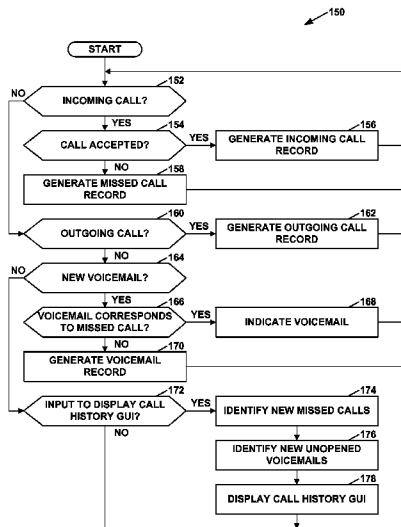 150
START
152
NO
INCOMING CALL?
YES
154
156
CALL ACCEPTED?
YES
GENERATE INCOMING CALL
RECORD
NO
158
GENERATE MISSED CALL
RECORD
160
162
OUTGOING CALL?
YES
GENERATE OUTGOING CALL
RECORD
NO
164
NO
NEW VOICEMAIL?
YES
166
168
VOICEMAIL CORRESPONDS
TO MISSED CALL?
YES
INDICATE VOICEMAIL
NO
170
GENERATE VOICEMAIL
RECORD
172
174
INPUT TO DISPLAY CALL
HISTORY GUI?
YES
IDENTIFY NEW MISSED CALLS
NO
176
IDENTIFY NEW UNOPENED
VOICEMAILS
178
DISPLAY CALL HISTORY GUI